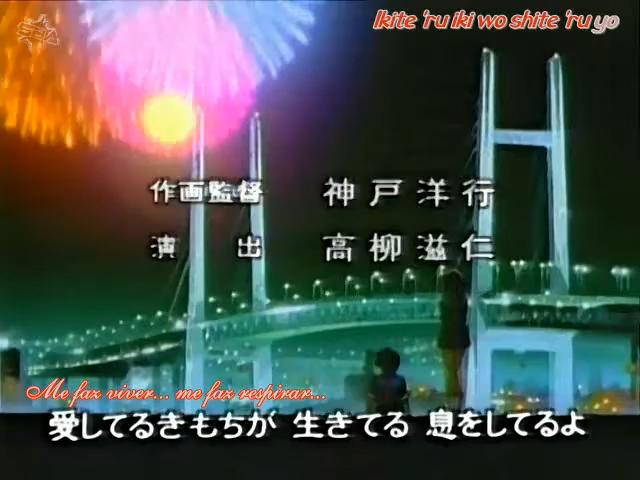 Ikite 'ru iki wo shite 'ru yo
作画監督 神戸洋行
演出 高柳滋仁
Me faz viver... me faz respirar...
愛してるきもちが 生きてる 息をしてるよ